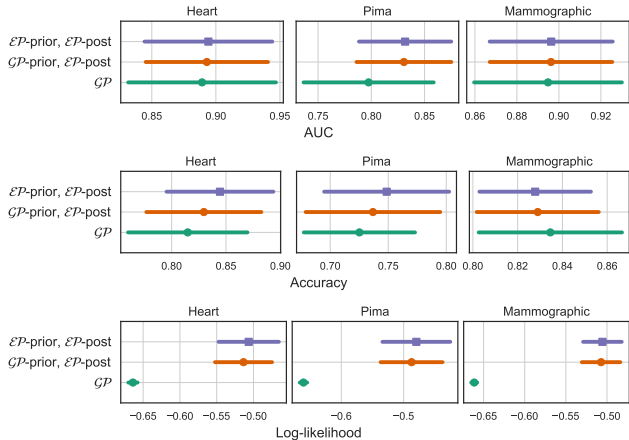 Heart Pima Mammographic
ℰ𝒫-prior, ℰ𝒫-post
𝒢𝒫-prior, ℰ𝒫-post
𝒢𝒫
0.85 0.90 0.95 0.75 0.80 0.85 0.86 0.88 0.90 0.92
AUC
Heart Pima Mammographic
ℰ𝒫-prior, ℰ𝒫-post
𝒢𝒫-prior, ℰ𝒫-post
𝒢𝒫
0.80 0.85 0.90 0.70 0.75 0.80 0.80 0.82 0.84 0.86
Accuracy
Heart Pima Mammographic
ℰ𝒫-prior, ℰ𝒫-post
𝒢𝒫-prior, ℰ𝒫-post
𝒢𝒫
−0.65 −0.60 −0.55 −0.50 −0.6 −0.5 −0.65 −0.60 −0.55 −0.50
Log-likelihood